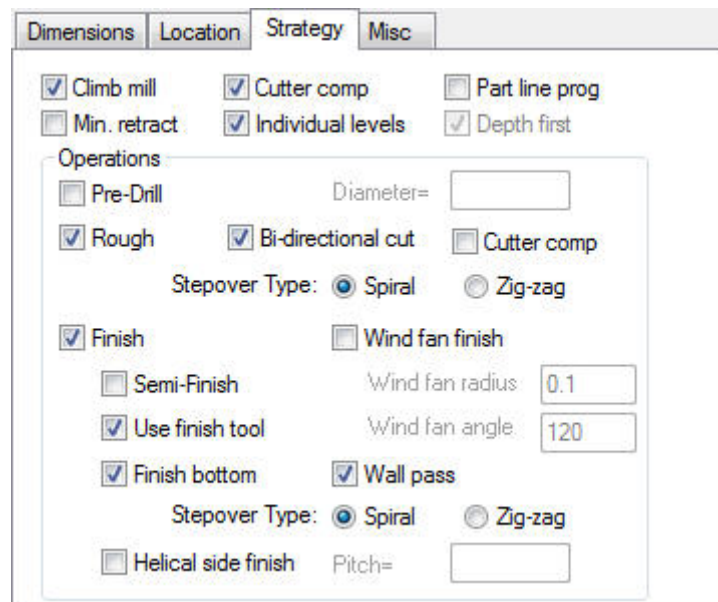 Dimensions Location Strategy Misc
Climb mill Cutter comp Part line prog
Min. retract Individual levels Depth first
Operations
Pre-Drill Diameter=
Rough Bi-directional cut Cutter comp
Stepover Type: Spiral Zig-zag
Finish Wind fan finish
Semi-Finish Wind fan radius 0.1
Use finish tool Wind fan angle 120
Finish bottom Wall pass
Stepover Type: Spiral Zig-zag
Helical side finish Pitch=